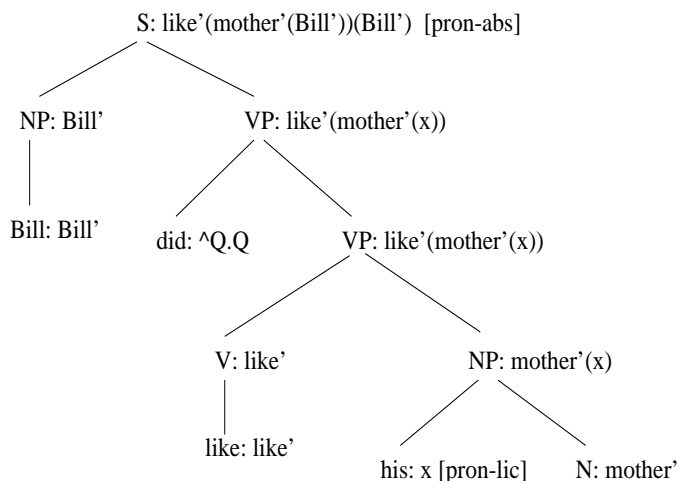 S: like’(mother’(Bill’))(Bill’) [pron-abs]
NP: Bill’ VP: like’(mother’(x))
Bill: Bill’ did: ^Q.Q VP: like’(mother’(x))
V: like’ NP: mother’(x)
like: like’ his: x [pron-lic] N: mother’